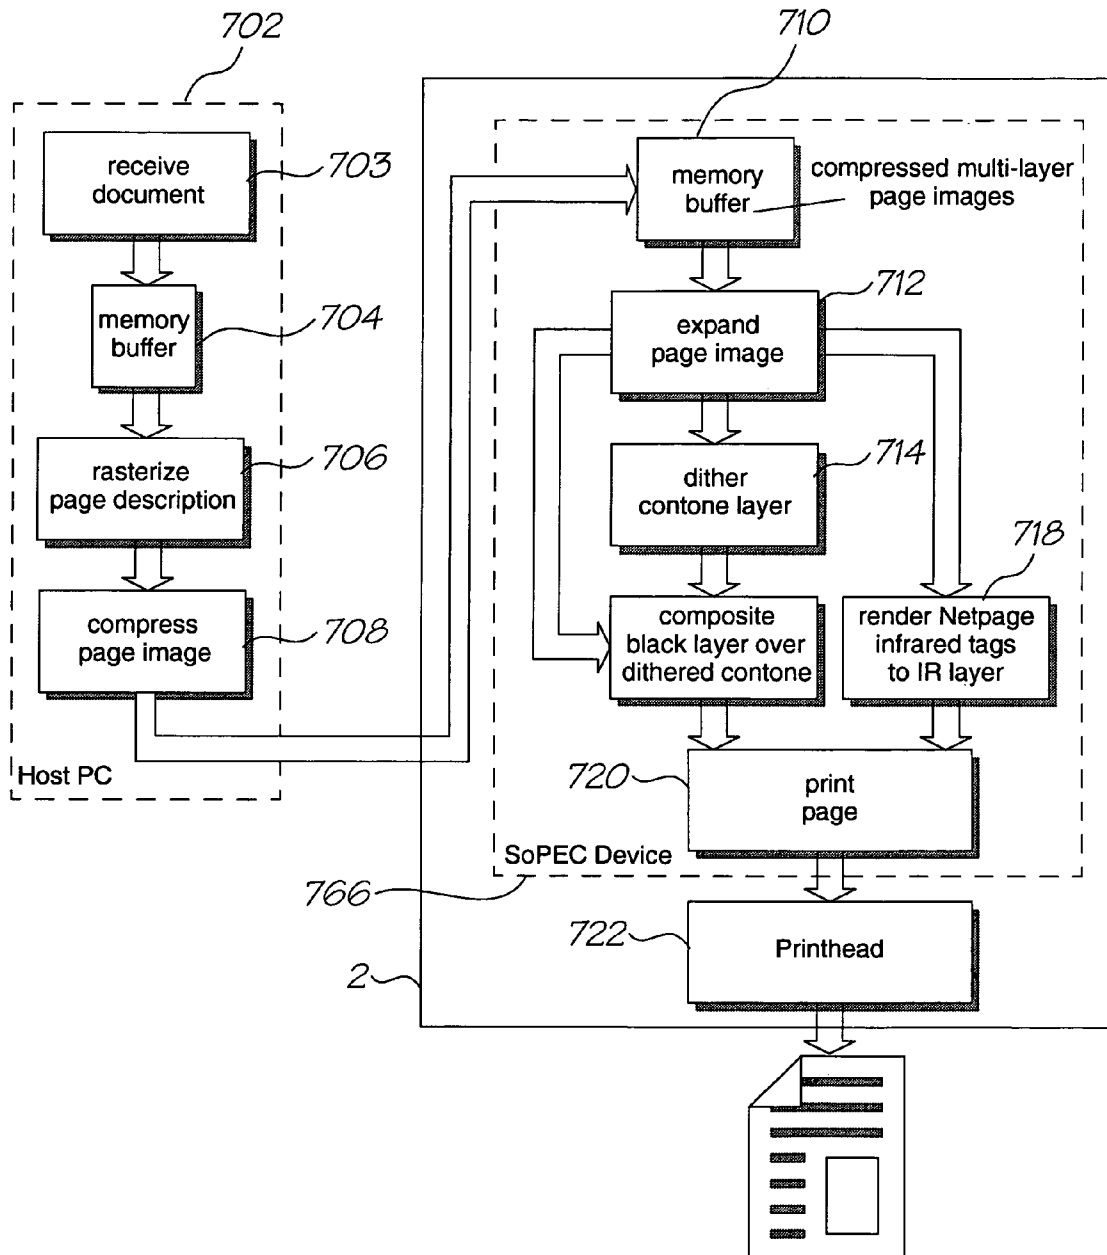 702
receive
document
703
memory
buffer
704
rasterize
page description
706
compress
page image
708
Host PC
710
memory
buffer
compressed multi-layer
page images
expand
page image
712
dither
contone layer
714
composite
black layer over
dithered contone
render Netpage
infrared tags
to IR layer
718
print
page
720
SoPEC Device
766
Printhead
722
2